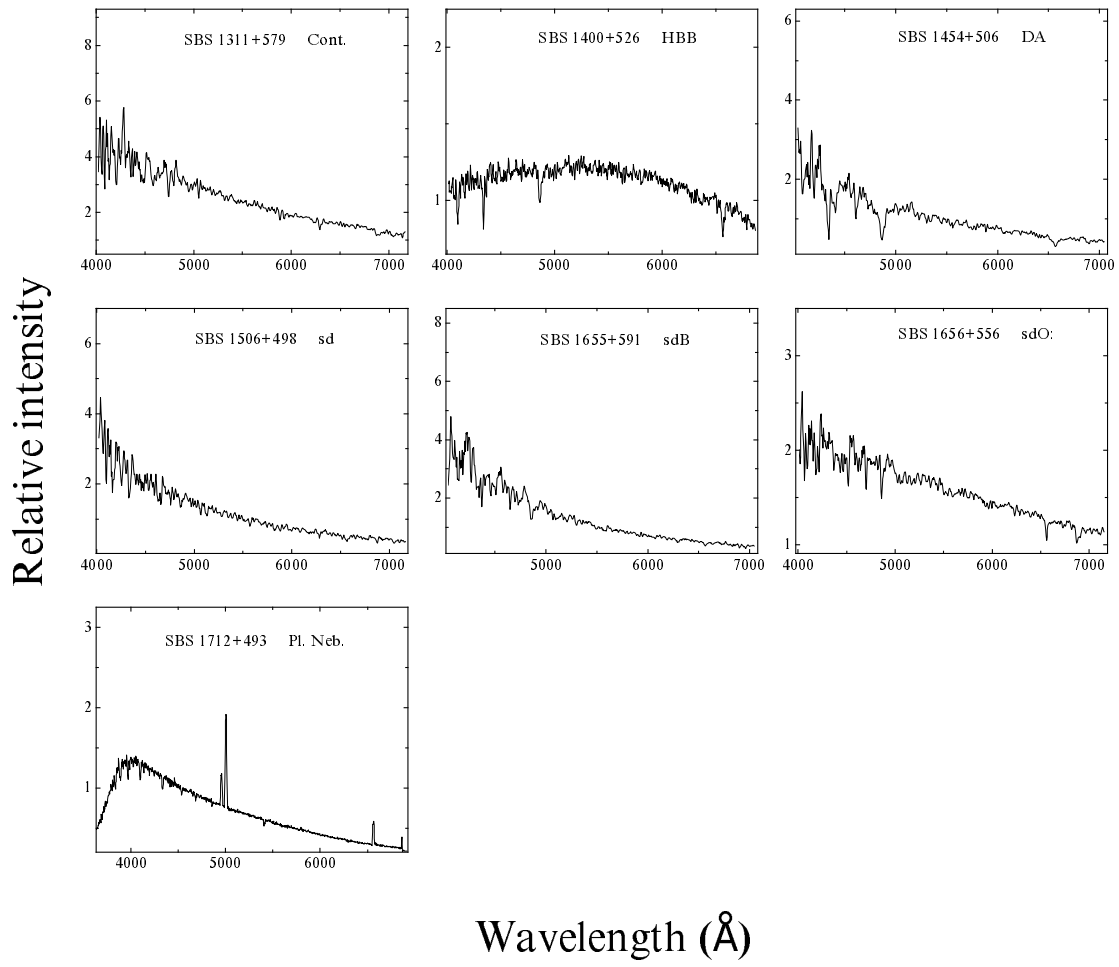 SBS 1311+579 Cont.
8
6
4
2
4000 5000 6000 7000
SBS 1400+526 HBB
2
1
4000 5000 6000
SBS 1454+506 DA
6
4
2
5000 6000 7000
SBS 1506+498 sd
6
4
2
4000 5000 6000 7000
SBS 1655+591 sdB
8
6
4
2
5000 6000 7000
SBS 1656+556 sdO:
3
2
1
4000 5000 6000 7000
SBS 1712+493 Pl. Neb.
3
2
1
4000 5000 6000
Relative intensity
Wavelength (Å)